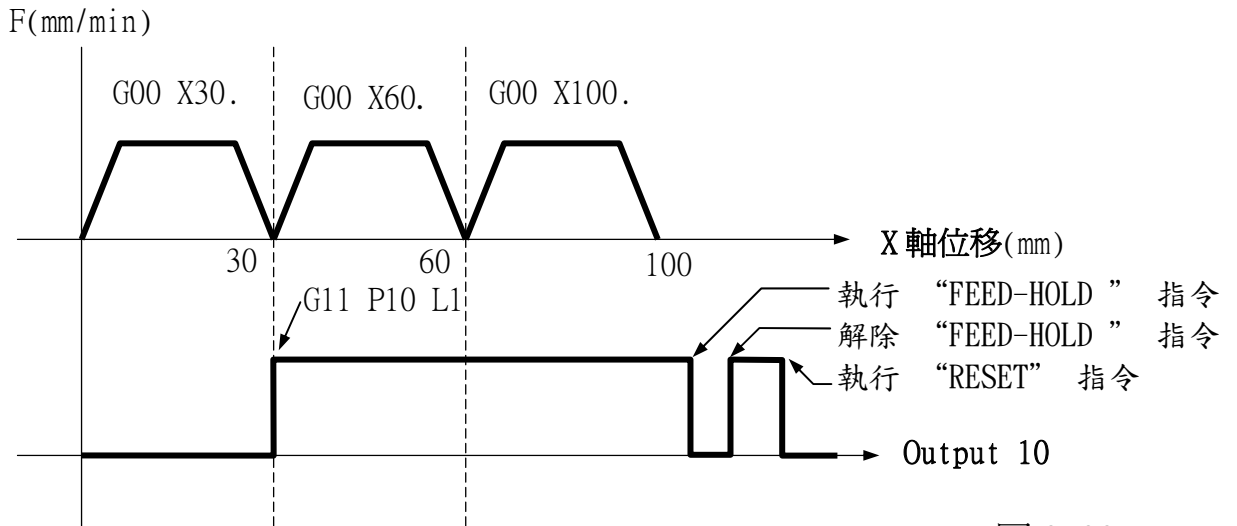 F(mm/min)
G00 X30.
G00 X60.
G00 X100.
30
60
100
X軸位移(mm)
G11 P10 L1
執行 “FEED-HOLD ” 指令
解除 “FEED-HOLD ” 指令
執行 “RESET” 指令
Output 10